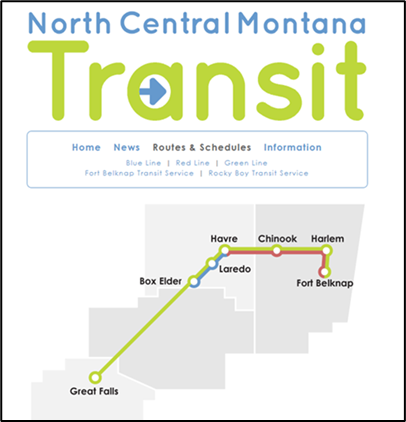 North Central Montana
Transit
Home News Routes & Schedules Information
Blue Line | Red Line | Green Line
Fort Belknap Transit Service | Rocky Boy Transit Service
Havre Chinook Harlem
Laredo
Box Elder
Fort Belknap
Great Falls